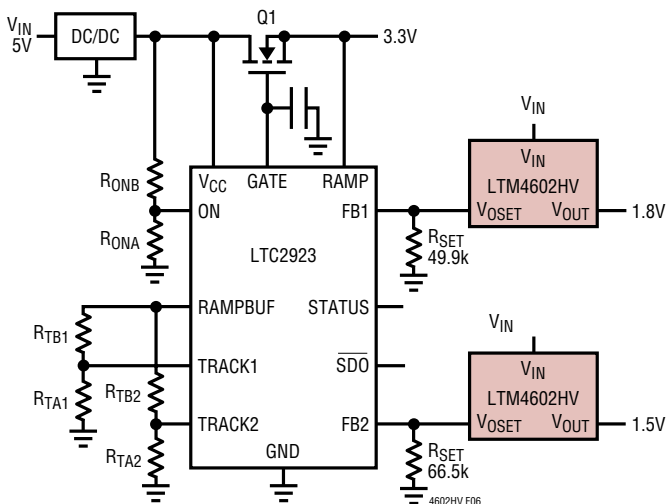 Q1
VIN
5V
DC/DC
3.3V
VIN
RONB
VCC
GATE
RAMP
VIN
LTM4602HV
ON
FB1
VOSET
VOUT
1.8V
RONA
RSET
49.9k
LTC2923
RAMPBUF
STATUS
VIN
RTB1
TRACK1
SDO
VIN
LTM4602HV
RTA1
RTB2
TRACK2
FB2
VOSET
VOUT
1.5V
GND
RTA2
RSET
66.5k
4602HV F06